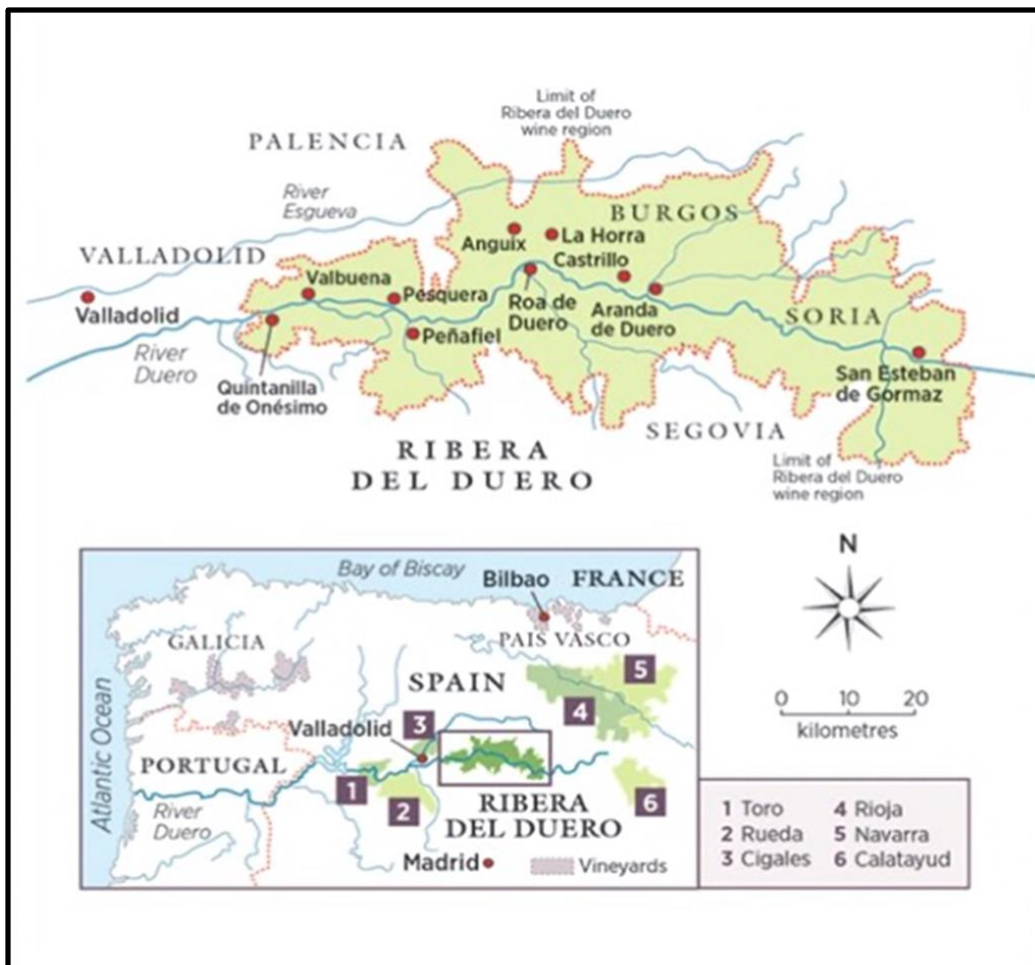 Limit of
Ribera del Duero
wine region
PALENCIA
River
Esgueva
BURGOS
Anguix
La Horra
VALLADOLID
Castrillo
Valbuena
Pesquera
Valladolid
Roa de
Duero
Aranda
de Duero
SORIA
Peñafiel
River
Duero
Quintanilla
de Onésimo
San Esteban
de Gormaz
SEGOVIA
RIBERA
DEL DUERO
Limit of
Ribera del Duero
wine region
N
0 10 20
kilometres
Bay of Biscay
Bilbao
FRANCE
GALICIA
PAIS VASCO
SPAIN
5
4
Atlantic Ocean
Valladolid
3
PORTUGAL
1
2
6
River
Duero
RIBERA
DEL DUERO
Madrid
Vineyards
1 Toro
2 Rueda
3 Cigales
4 Rioja
5 Navarra
6 Calatayud